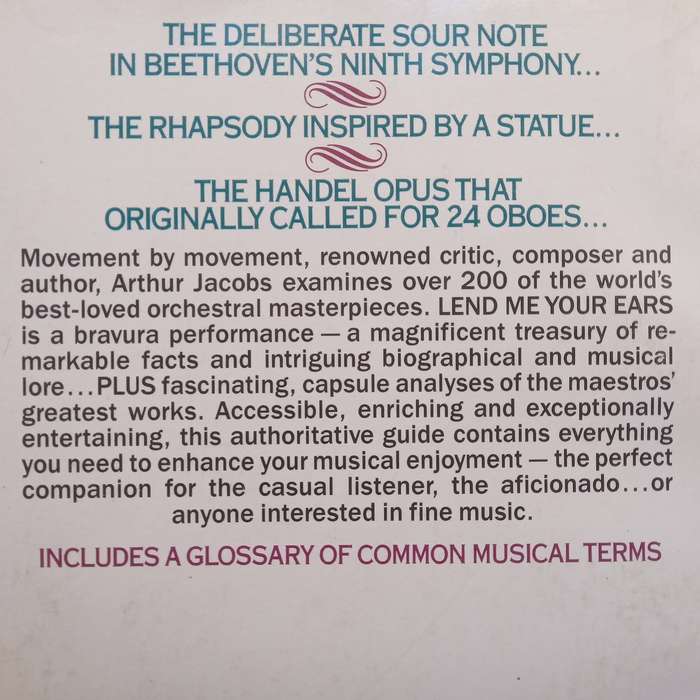 THE DELIBERATE SOUR NOTE
IN BEETHOVEN'S NINTH SYMPHONY...
THE RHAPSODY INSPIRED BY A STATUE...
THE HANDEL OPUS THAT
ORIGINALLY CALLED FOR 24 OBOES...
Movement by movement, renowned critic, composer and
author, Arthur Jacobs examines over 200 of the world's
best-loved orchestral masterpieces. LEND ME YOUR EARS
is a bravura performance — a magnificent treasury of re-
markable facts and intriguing biographical and musical
lore...PLUS fascinating, capsule analyses of the maestros'
greatest works. Accessible, enriching and exceptionally
entertaining, this authoritative guide contains everything
you need to enhance your musical enjoyment — the perfect
companion for the casual listener, the aficionado...or
anyone interested in fine music.
INCLUDES A GLOSSARY OF COMMON MUSICAL TERMS